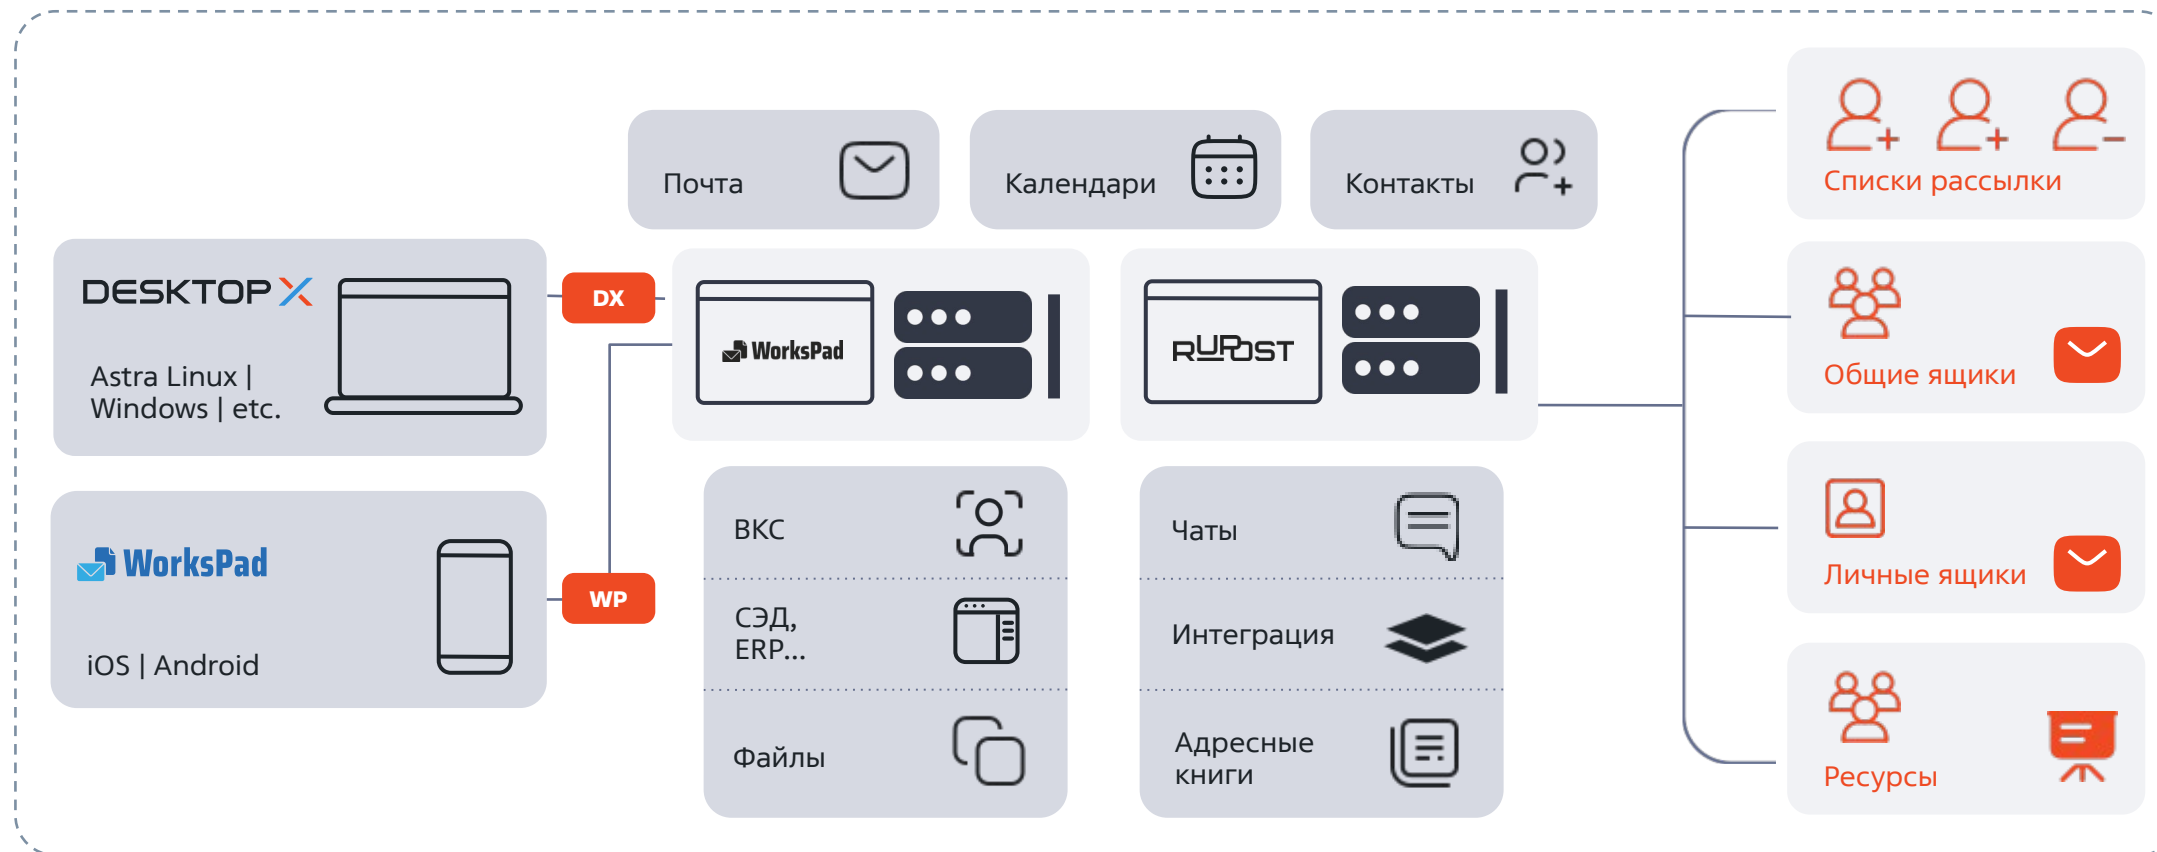 Почта
Календари
Контакты
Списки рассылки
DESKTOP X
Astra Linux |
Windows | etc.
DX
WorksPad
RUPOST
Общие ящики
WorksPad
iOS | Android
WP
ВКС
СЭД,
ERP...
Файлы
Чаты
Интеграция
Адресные
книги
Личные ящики
Ресурсы